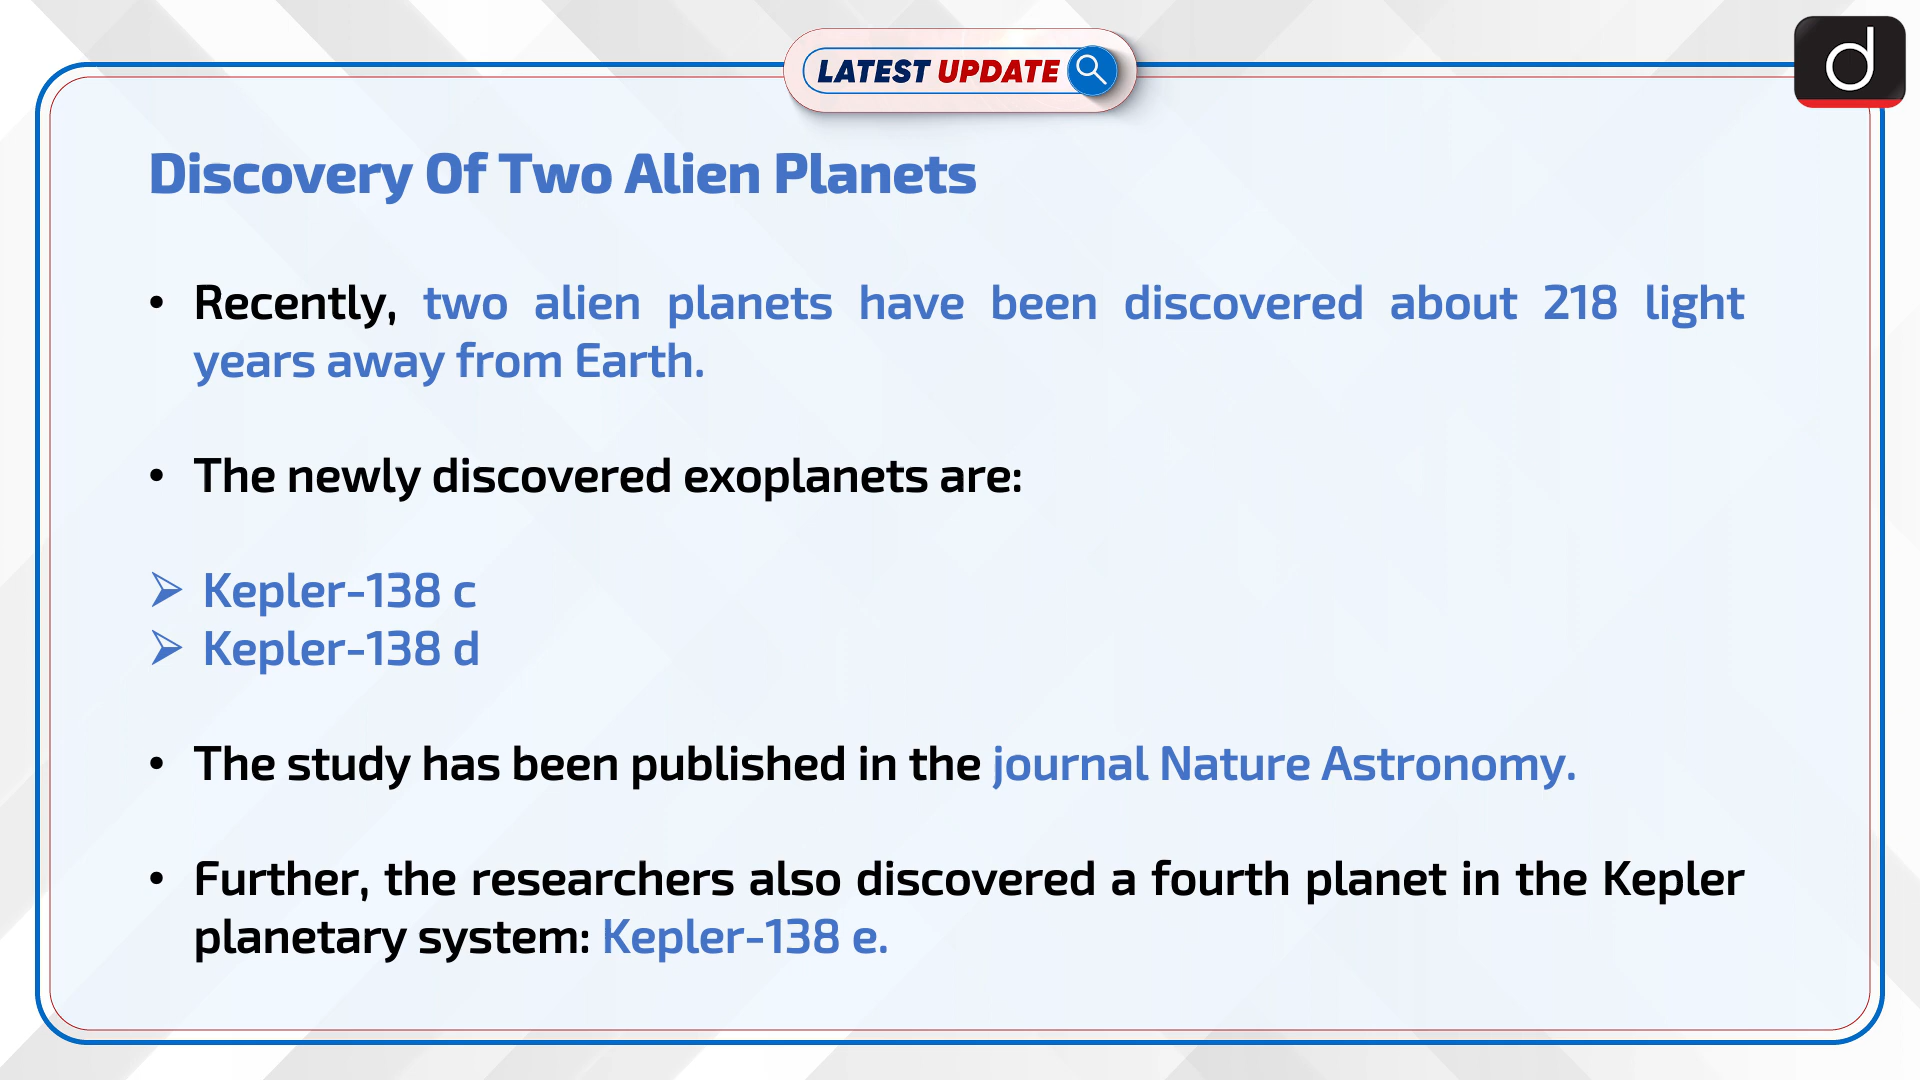 LATEST UPDATE
d
Discovery Of Two Alien Planets
• Recently, two alien planets have been discovered about 218 light
years away from Earth.
• The newly discovered exoplanets are:
➢ Kepler-138 c
➢ Kepler-138 d
• The study has been published in the journal Nature Astronomy.
• Further, the researchers also discovered a fourth planet in the Kepler
planetary system: Kepler-138 e.